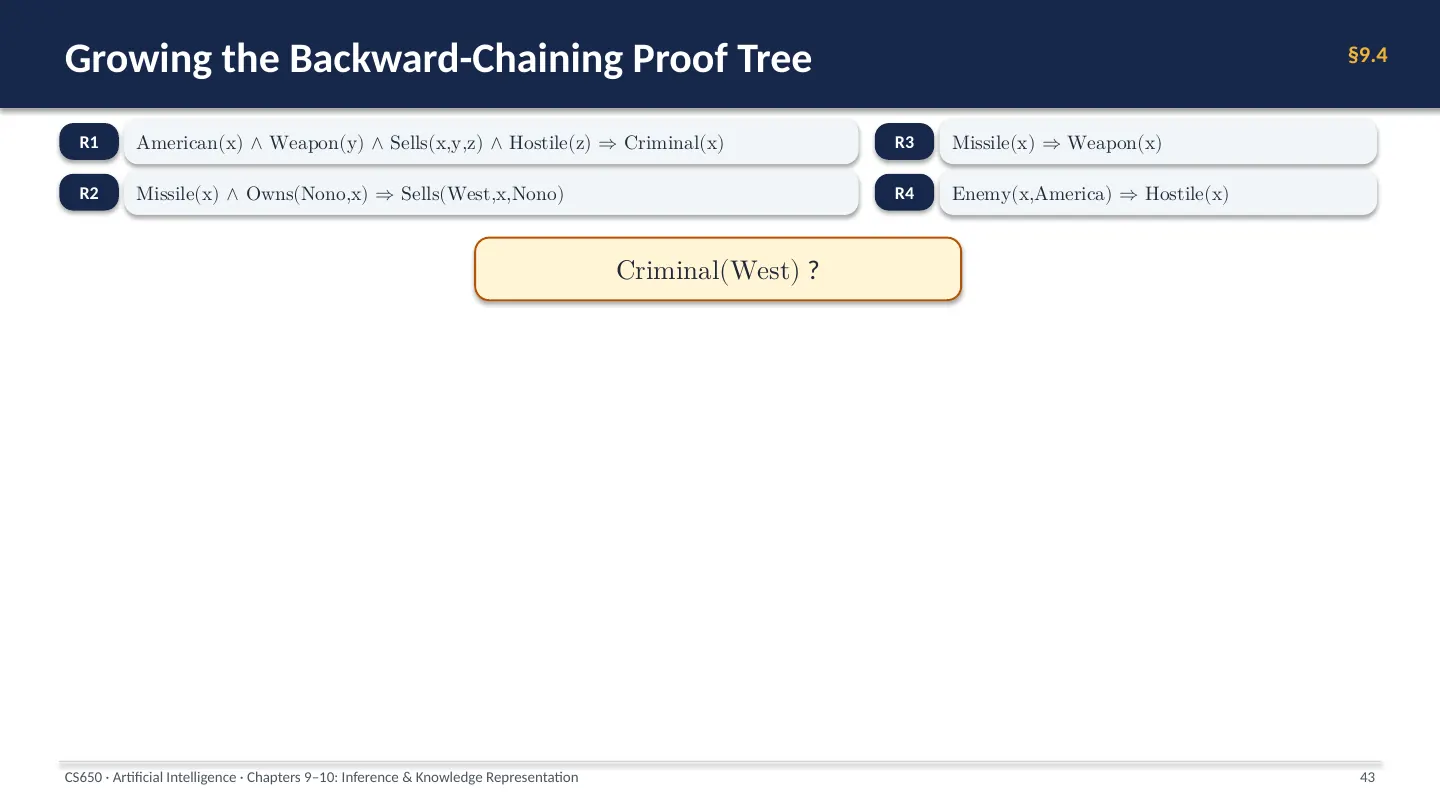 Growing the Backward-Chaining Proof Tree
§9.4
R1 American(x) ∧ Weapon(y) ∧ Sells(x,y,z) ∧ Hostile(z) ⇒ Criminal(x)
R3 Missile(x) ⇒ Weapon(x)
R2 Missile(x) ∧ Owns(Nono,x) ⇒ Sells(West,x,Nono)
R4 Enemy(x,America) ⇒ Hostile(x)
Criminal(West) ?
CS650 · Artificial Intelligence · Chapters 9–10: Inference & Knowledge Representation
43